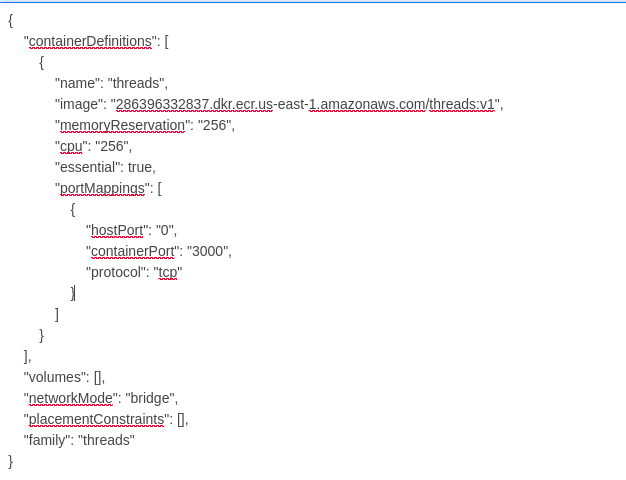 {
"containerDefinitions": [
{
"name": "threads",
"image": "286396332837.dkr.ecr.us-east-1.amazonaws.com/threads:v1",
"memoryReservation": "256",
"cpu": "256",
"essential": true,
"portMappings": [
{
"hostPort": "0",
"containerPort": "3000",
"protocol": "tcp"
}
]
}
],
"volumes": [],
"networkMode": "bridge",
"placementConstraints": [],
"family": "threads"
}